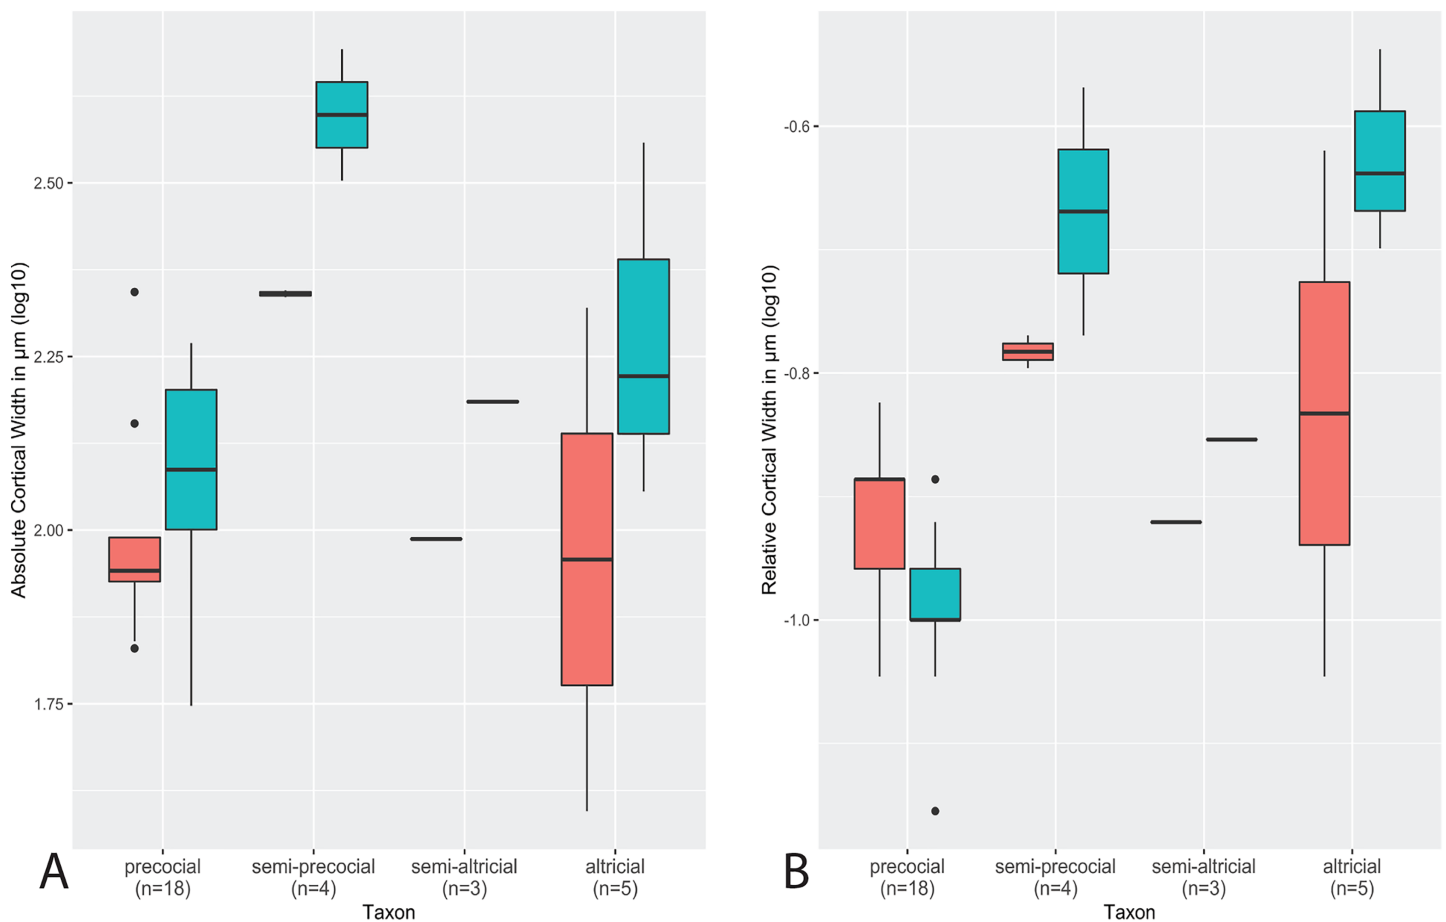 Absolute Cortical Width in µm (log10)
2.50
2.25
2.00
1.75
precocial
(n=18)
semi-precocial
(n=4)
semi-altricial
(n=3)
altricial
(n=5)
Taxon
A
Relative Cortical Width in µm (log10)
-0.6
-0.8
-1.0
precocial
(n=18)
semi-precocial
(n=4)
semi-altricial
(n=3)
altricial
(n=5)
Taxon
B